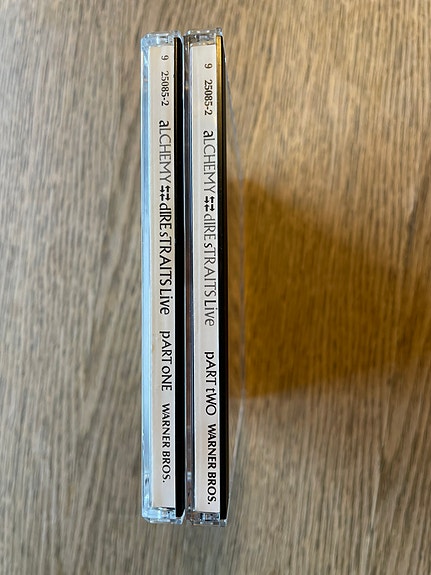 9 25085-2 aLCHEMY ⇆⇆ dIRE sTRAITS Live pART oNE WARNER BROS.
9 25085-2 aLCHEMY ⇆⇆ dIRE sTRAITS Live pART tWO WARNER BROS.